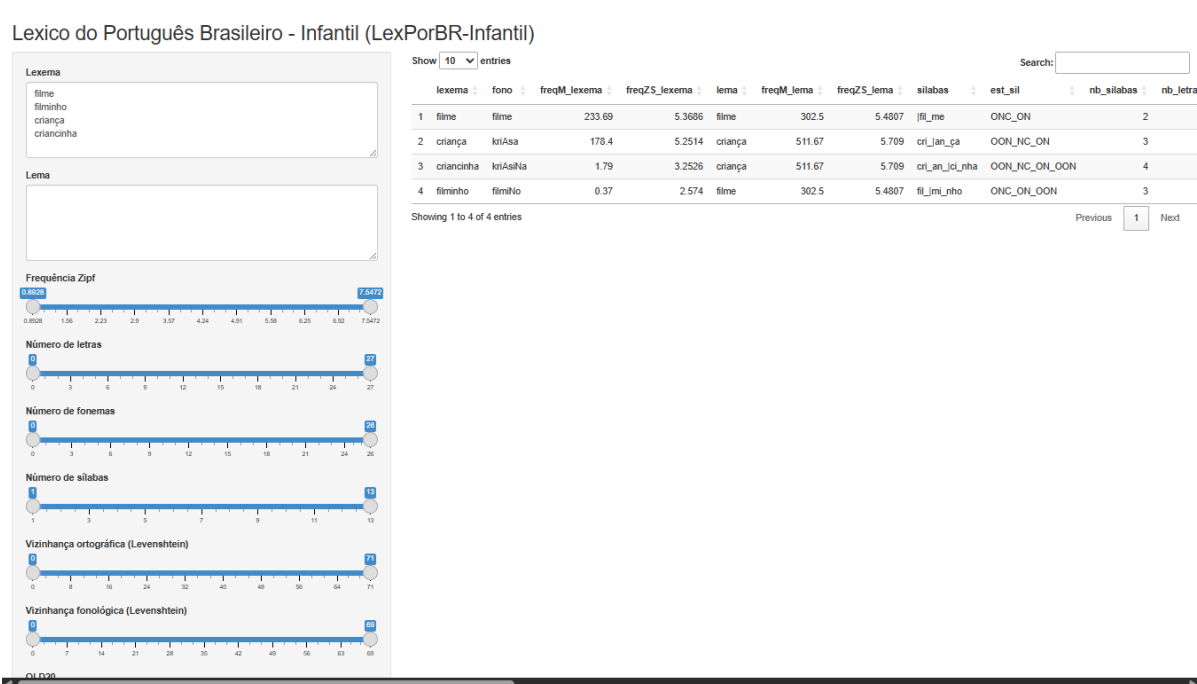 Lexico do Português Brasileiro - Infantil (LexPorBR-Infantil)
Lexema
filme
filminho
criança
criancinha
Lema
Frequência Zipf
0.8928 7.5472
0.8928 1.56 2.23 2.9 3.57 4.24 4.91 5.58 6.25 6.92 7.5472
Número de letras
0 27
0 3 6 9 12 15 18 21 24 27
Número de fonemas
0 26
0 3 6 9 12 15 18 21 24 26
Número de sílabas
1 13
1 3 5 7 9 11 13
Vizinhança ortográfica (Levenshtein)
0 71
0 8 16 24 32 40 48 56 64 71
Vizinhança fonológica (Levenshtein)
0 69
0 7 14 21 28 35 42 49 56 63 69
OLD20
Show 10 entries Search:
lexema fono freqM_lexema freqZS_lexema lema freqM_lema freqZS_lema silabas est_sil nb_silabas nb_letra
1 filme filme 233.69 5.3686 filme 302.5 5.4807 |fil_me ONC_ON 2
2 criança kriAsa 178.4 5.2514 criança 511.67 5.709 cri_|an_ça OON_NC_ON 3
3 criancinha kriAsiNa 1.79 3.2526 criança 511.67 5.709 cri_an_|ci_nha OON_NC_ON_OON 4
4 filminho filmiNo 0.37 2.574 filme 302.5 5.4807 fil_|mi_nho ONC_ON_OON 3
Showing 1 to 4 of 4 entries
Previous 1 Next